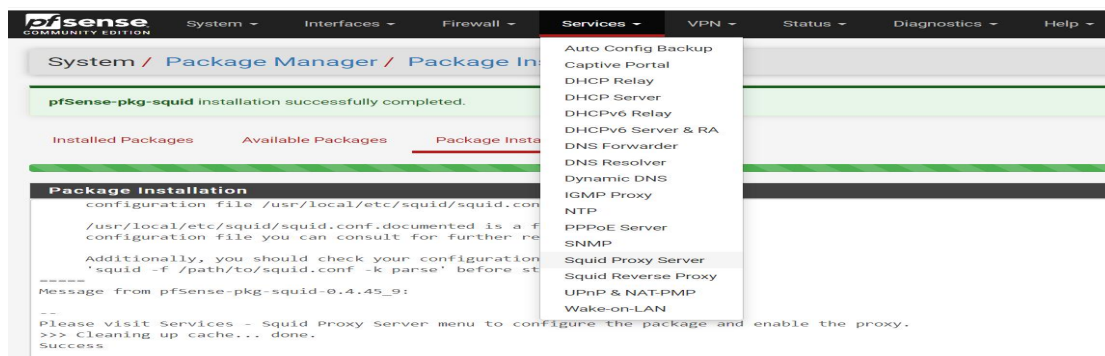 pfsense System Interfaces Firewall Services VPN Status Diagnostics Help
COMMUNITY EDITION
System / Package Manager / Package In
pfSense-pkg-squid installation successfully completed.
Installed Packages Available Packages Package Insta
Auto Config Backup
Captive Portal
DHCP Relay
DHCP Server
DHCPv6 Relay
DHCPv6 Server & RA
DNS Forwarder
DNS Resolver
Dynamic DNS
IGMP Proxy
NTP
PPPoE Server
SNMP
Squid Proxy Server
Squid Reverse Proxy
UPnP & NAT-PMP
Wake-on-LAN
Package Installation
configuration file /usr/local/etc/squid/squid.con
/usr/local/etc/squid/squid.conf.documented is a f
configuration file you can consult for further re
Additionally, you should check your configuration
'squid -f /path/to/squid.conf -k parse' before st
=====
Message from pfSense-pkg-squid-0.4.45_9:
--
Please visit Services - Squid Proxy Server menu to configure the package and enable the proxy.
>>> Cleaning up cache... done.
Success